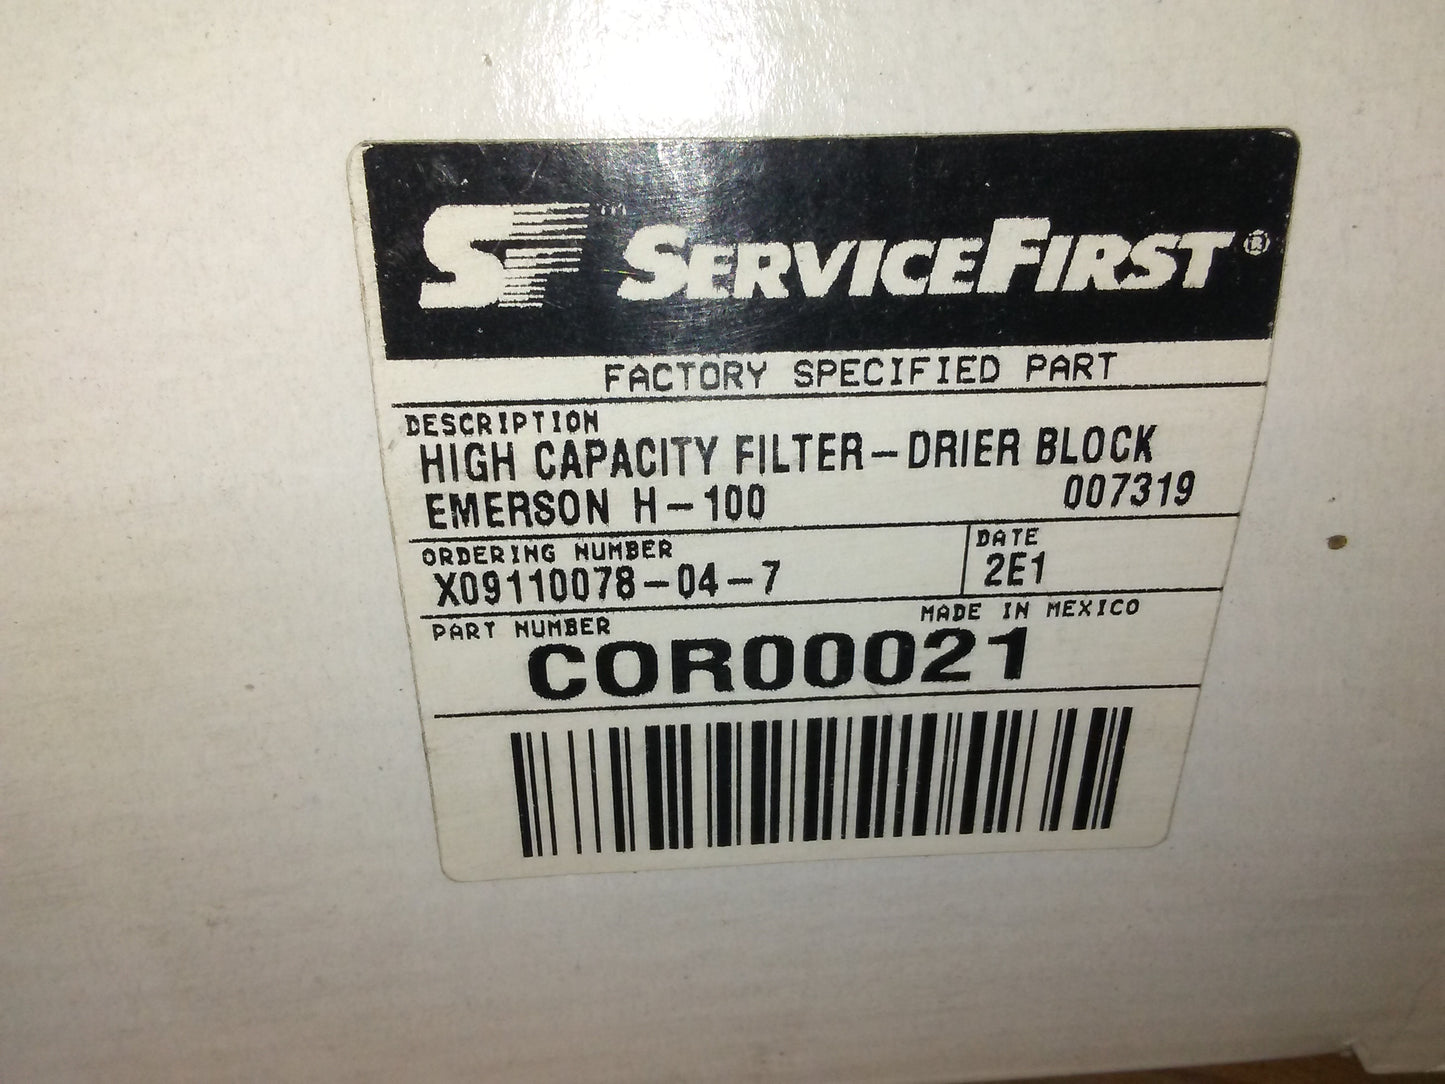 SF™ SERVICEFIRST®
FACTORY SPECIFIED PART
DESCRIPTION
HIGH CAPACITY FILTER-DRIER BLOCK
EMERSON H-100 007319
ORDERING NUMBER DATE
X09110078-04-7 2E1
PART NUMBER MADE IN MEXICO
COR00021